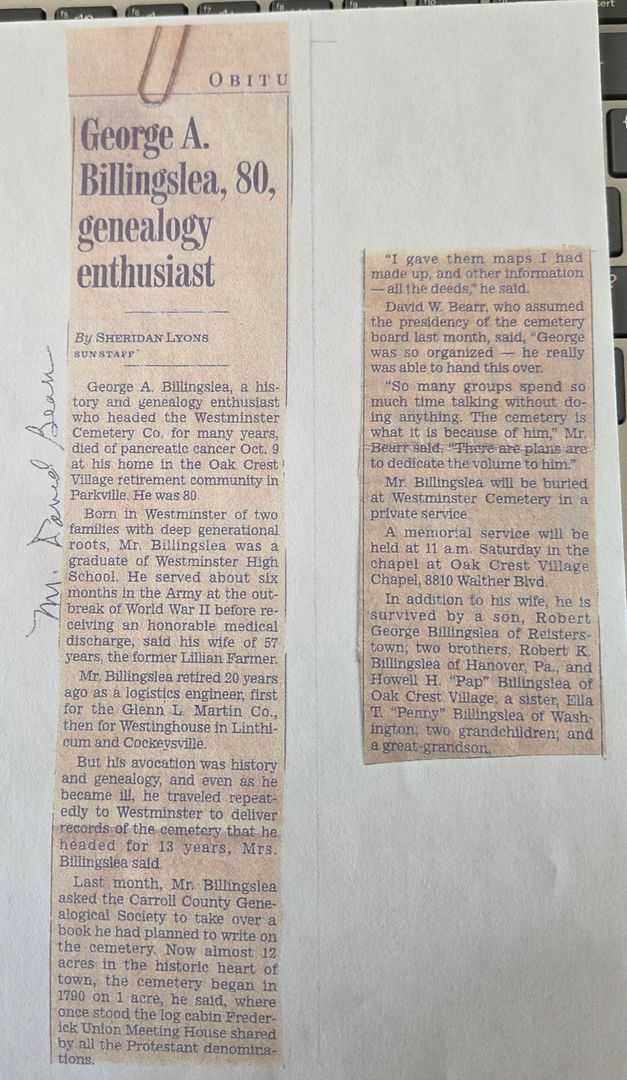 OBITU
George A.
Billingslea, 80,
genealogy
enthusiast
By SHERIDAN LYONS
SUN STAFF
George A. Billingslea, a his-
tory and genealogy enthusiast
who headed the Westminster
Cemetery Co. for many years,
died of pancreatic cancer Oct. 9
at his home in the Oak Crest
Village retirement community in
Parkville. He was 80.
Born in Westminster of two
families with deep generational
roots, Mr. Billingslea was a
graduate of Westminster High
School. He served about six
months in the Army at the out-
break of World War II before re-
ceiving an honorable medical
discharge, said his wife of 57
years, the former Lillian Farmer.
Mr. Billingslea retired 20 years
ago as a logistics engineer, first
for the Glenn L. Martin Co.,
then for Westinghouse in Linthi-
cum and Cockeysville.
But his avocation was history
and genealogy, and even as he
became ill, he traveled repeat-
edly to Westminster to deliver
records of the cemetery that he
headed for 13 years, Mrs.
Billingslea said.
Last month, Mr. Billingslea
asked the Carroll County Gene-
alogical Society to take over a
book he had planned to write on
the cemetery. Now almost 12
acres in the historic heart of
town, the cemetery began in
1790 on 1 acre, he said, where
once stood the log cabin Freder-
ick Union Meeting House shared
by all the Protestant denomina-
tions.
M. David Bearr
"I gave them maps I had
made up, and other information
— all the deeds," he said.
David W. Bearr, who assumed
the presidency of the cemetery
board last month, said, "George
was so organized — he really
was able to hand this over.
"So many groups spend so
much time talking without do-
ing anything. The cemetery is
what it is because of him," Mr.
Bearr said. "There are plans are
to dedicate the volume to him."
Mr. Billingslea will be buried
at Westminster Cemetery in a
private service.
A memorial service will be
held at 11 a.m. Saturday in the
chapel at Oak Crest Village
Chapel, 8810 Walther Blvd.
In addition to his wife, he is
survived by a son, Robert
George Billingslea of Reisters-
town; two brothers, Robert K.
Billingslea of Hanover, Pa., and
Howell H. "Pap" Billingslea of
Oak Crest Village; a sister, Ella
T. "Penny" Billingslea of Wash-
ington; two grandchildren; and
a great-grandson.